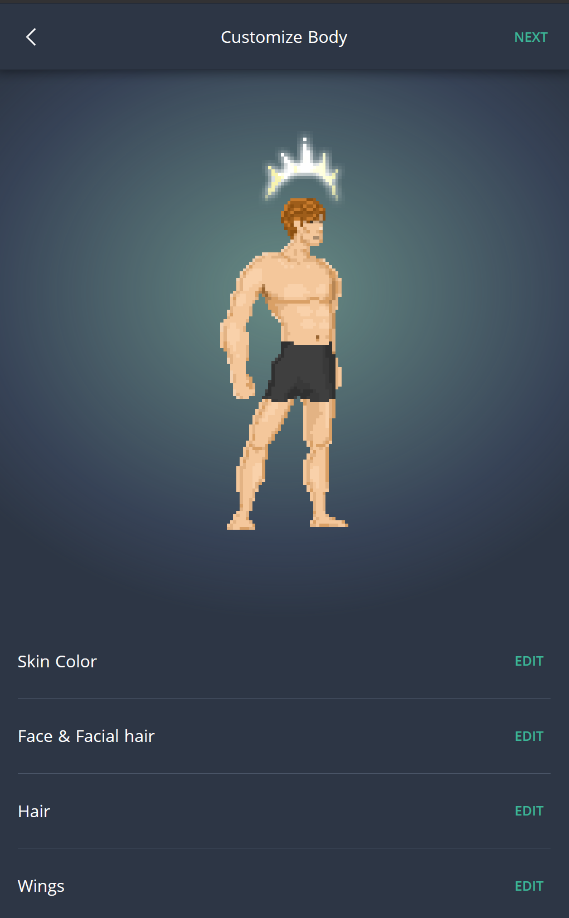 Customize Body
NEXT
Skin Color
EDIT
Face & Facial hair
EDIT
Hair
EDIT
Wings
EDIT